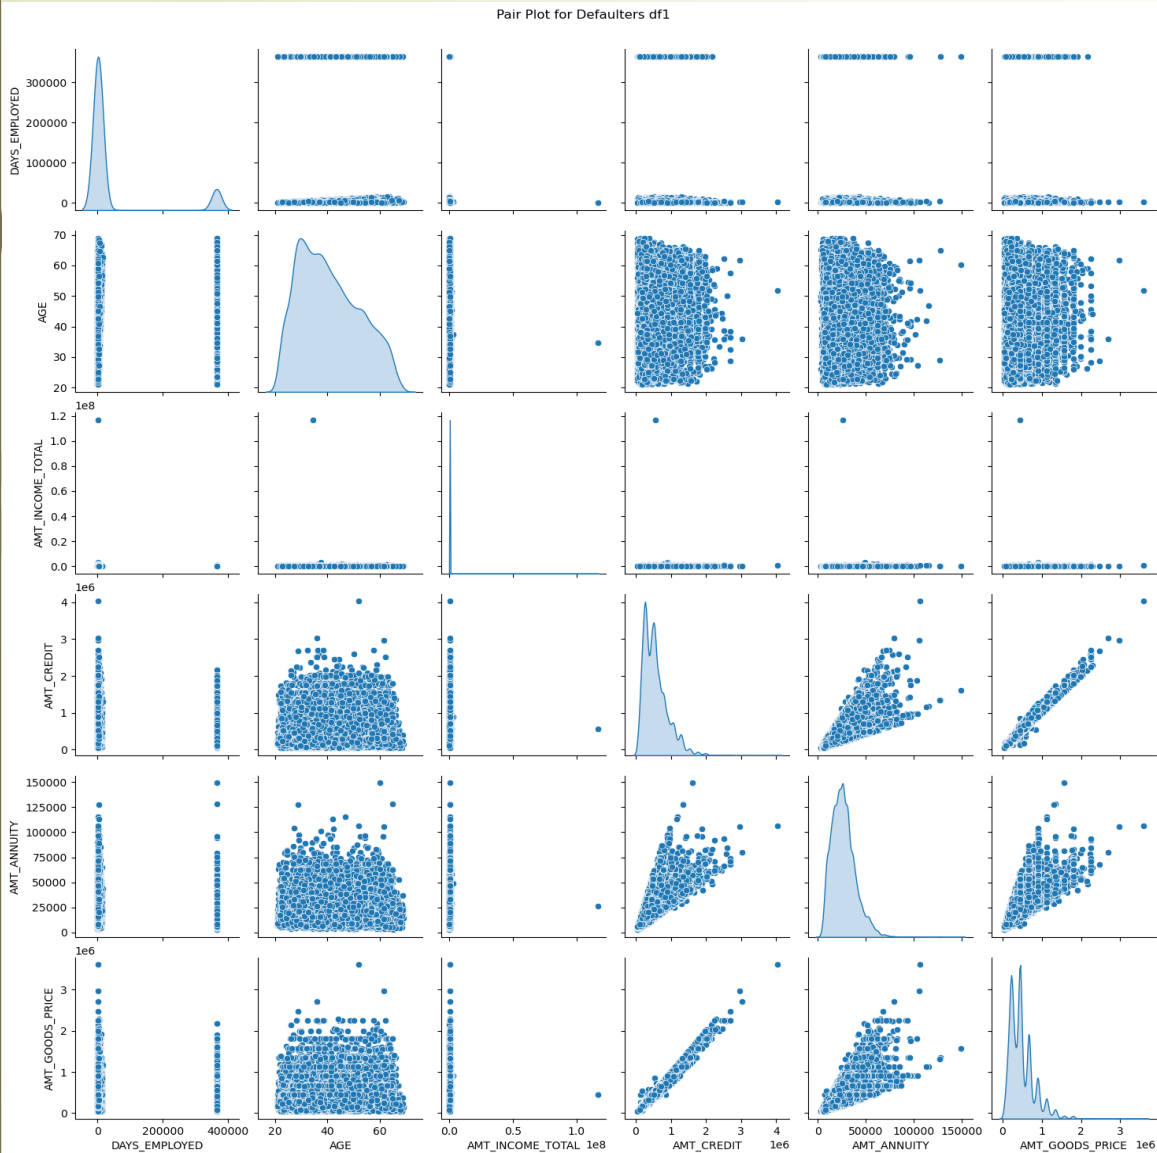 Pair Plot for Defaulters df1
DAYS_EMPLOYED
300000
200000
100000
0
AGE
70
60
50
40
30
20
1e8
AMT_INCOME_TOTAL
1.2
1.0
0.8
0.6
0.4
0.2
0.0
1e6
AMT_CREDIT
4
3
2
1
0
AMT_ANNUITY
150000
125000
100000
75000
50000
25000
0
1e6
AMT_GOODS_PRICE
3
2
1
0
0 200000 400000
DAYS_EMPLOYED
20 40 60
AGE
0.0 0.5 1.0
AMT_INCOME_TOTAL 1e8
0 1 2 3 4
AMT_CREDIT 1e6
0 50000 100000 150000
AMT_ANNUITY
0 1 2 3
AMT_GOODS_PRICE 1e6